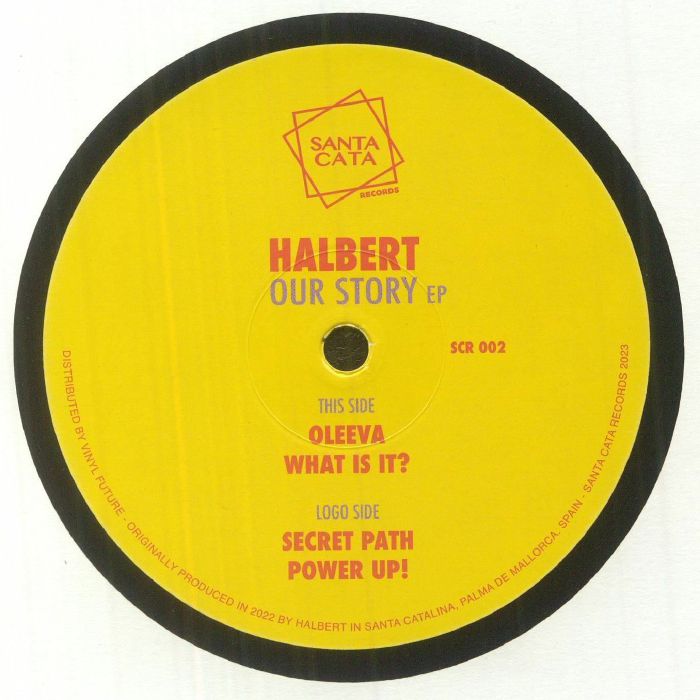 SANTA
CATA
RECORDS
HALBERT
OUR STORY EP
SCR 002
THIS SIDE
OLEEVA
WHAT IS IT?
LOGO SIDE
SECRET PATH
POWER UP!
DISTRIBUTED BY VINYL FUTURE - ORIGINALLY PRODUCED IN 2022 BY HALBERT IN SANTA CATALINA, PALMA DE MALLORCA. SPAIN - SANTA CATA RECORDS 2023